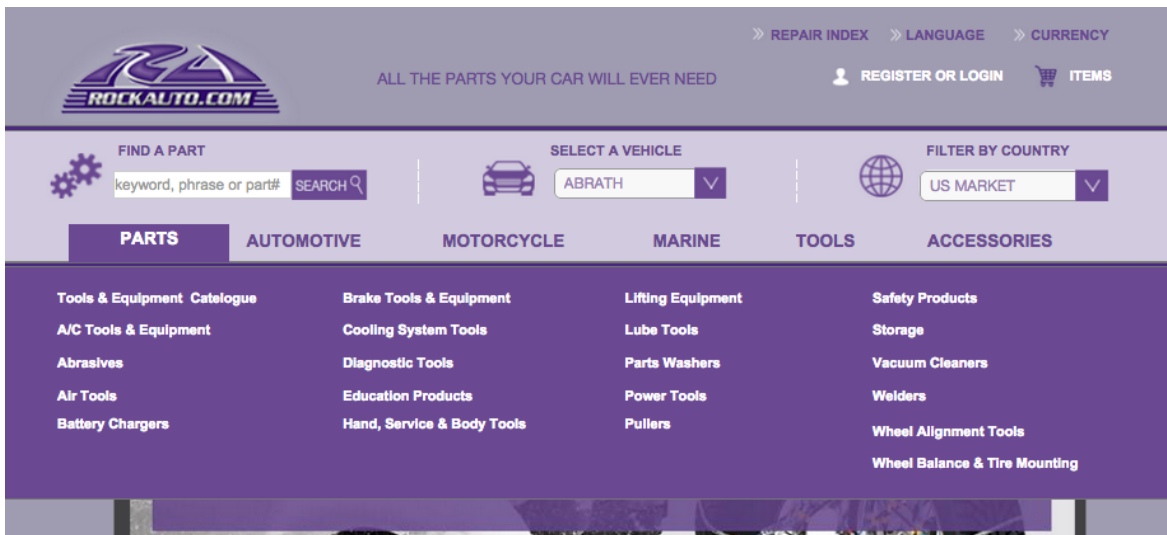 REPAIR INDEX LANGUAGE CURRENCY
RA
ROCKAUTO.COM
ALL THE PARTS YOUR CAR WILL EVER NEED
REGISTER OR LOGIN ITEMS
FIND A PART SELECT A VEHICLE FILTER BY COUNTRY
keyword, phrase or part# SEARCH ABRATH US MARKET
PARTS AUTOMOTIVE MOTORCYCLE MARINE TOOLS ACCESSORIES
Tools & Equipment Catelogue Brake Tools & Equipment Lifting Equipment Safety Products
A/C Tools & Equipment Cooling System Tools Lube Tools Storage
Abrasives Diagnostic Tools Parts Washers Vacuum Cleaners
Air Tools Education Products Power Tools Welders
Battery Chargers Hand, Service & Body Tools Pullers
Wheel Alignment Tools
Wheel Balance & Tire Mounting